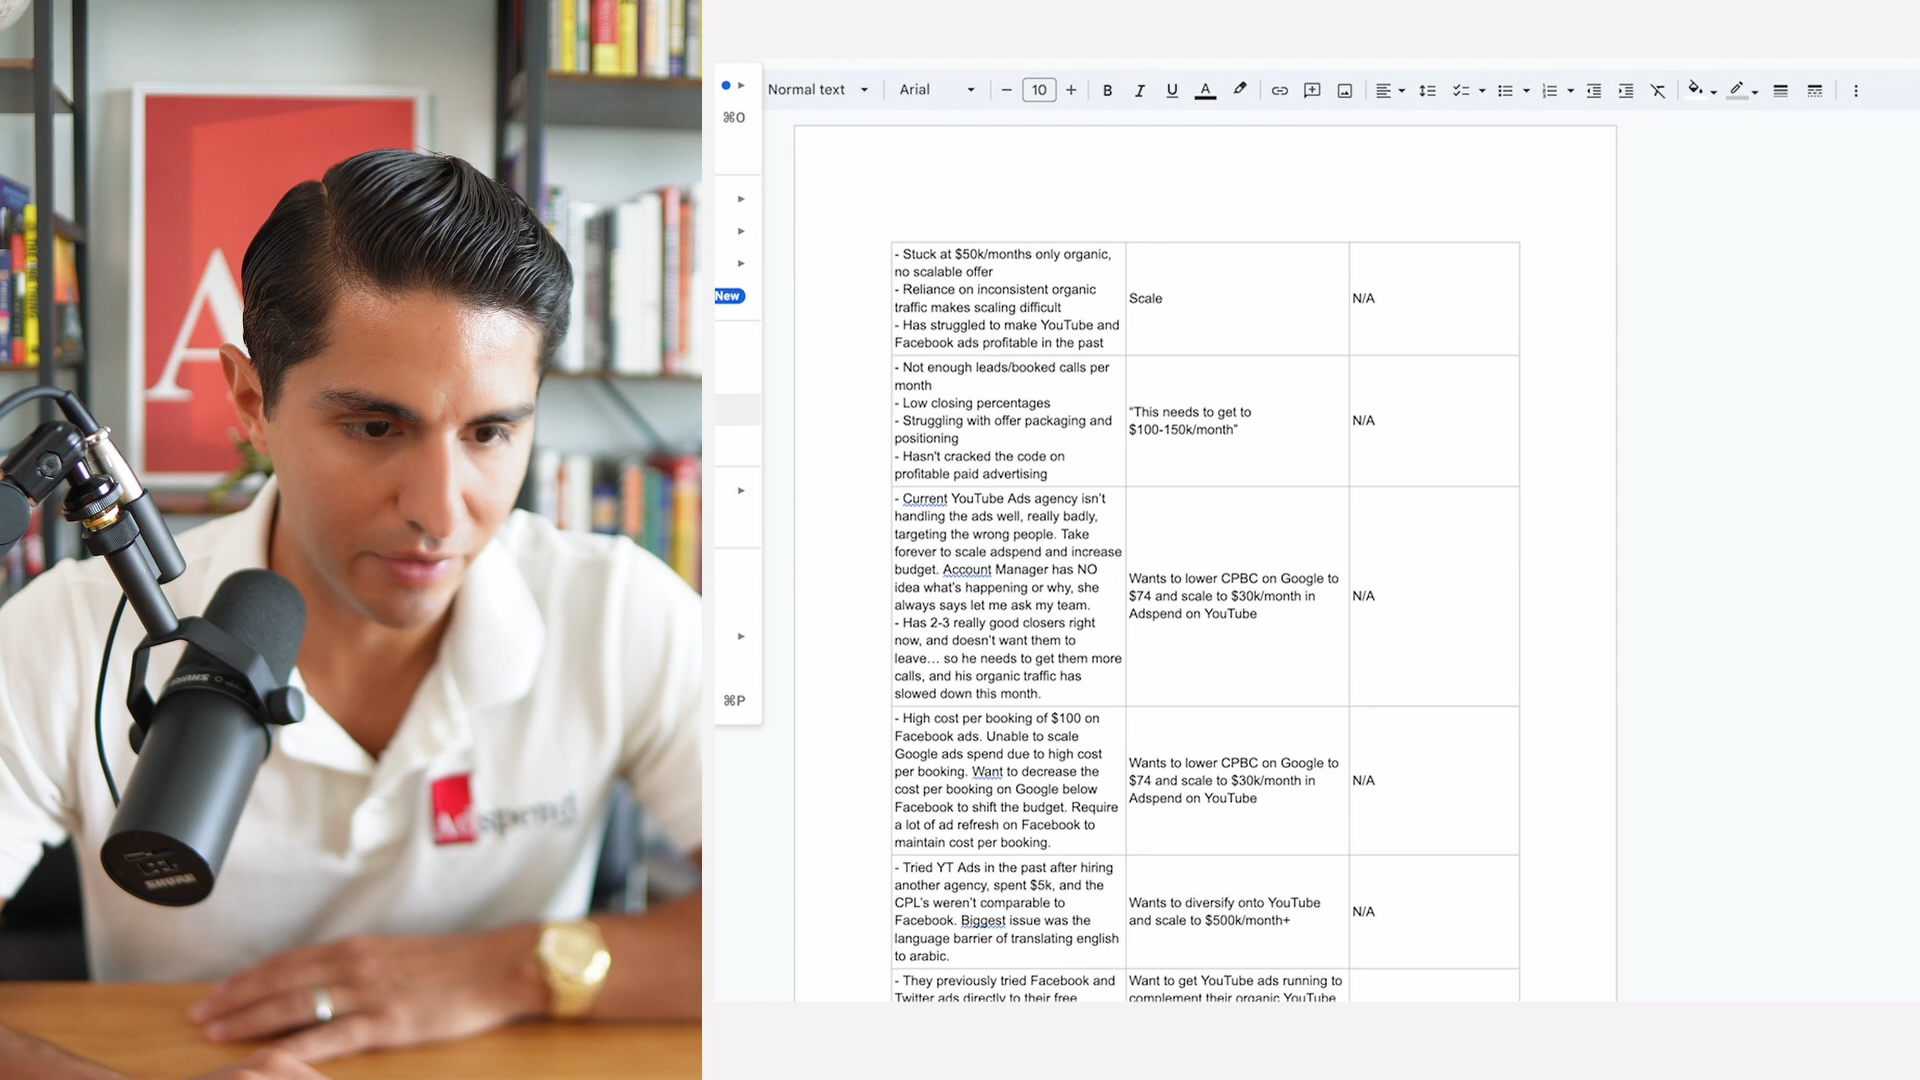 A
SHURE
SHURE
Adspend
⌘O
New
⌘P
Normal text
Arial
10
B
I
U
A
- Stuck at $50k/months only organic,
no scalable offer
- Reliance on inconsistent organic
traffic makes scaling difficult
- Has struggled to make YouTube and
Facebook ads profitable in the past
Scale
N/A
- Not enough leads/booked calls per
month
- Low closing percentages
- Struggling with offer packaging and
positioning
- Hasn't cracked the code on
profitable paid advertising
“This needs to get to
$100-150k/month”
N/A
- Current YouTube Ads agency isn’t
handling the ads well, really badly,
targeting the wrong people. Take
forever to scale adspend and increase
budget. Account Manager has NO
idea what’s happening or why, she
always says let me ask my team.
- Has 2-3 really good closers right
now, and doesn’t want them to
leave… so he needs to get them more
calls, and his organic traffic has
slowed down this month.
Wants to lower CPBC on Google to
$74 and scale to $30k/month in
Adspend on YouTube
N/A
- High cost per booking of $100 on
Facebook ads. Unable to scale
Google ads spend due to high cost
per booking. Want to decrease the
cost per booking on Google below
Facebook to shift the budget. Require
a lot of ad refresh on Facebook to
maintain cost per booking.
Wants to lower CPBC on Google to
$74 and scale to $30k/month in
Adspend on YouTube
N/A
- Tried YT Ads in the past after hiring
another agency, spent $5k, and the
CPL’s weren’t comparable to
Facebook. Biggest issue was the
language barrier of translating english
to arabic.
Wants to diversify onto YouTube
and scale to $500k/month+
N/A
- They previously tried Facebook and
Twitter ads directly to their free
Want to get YouTube ads running to
complement their organic YouTube